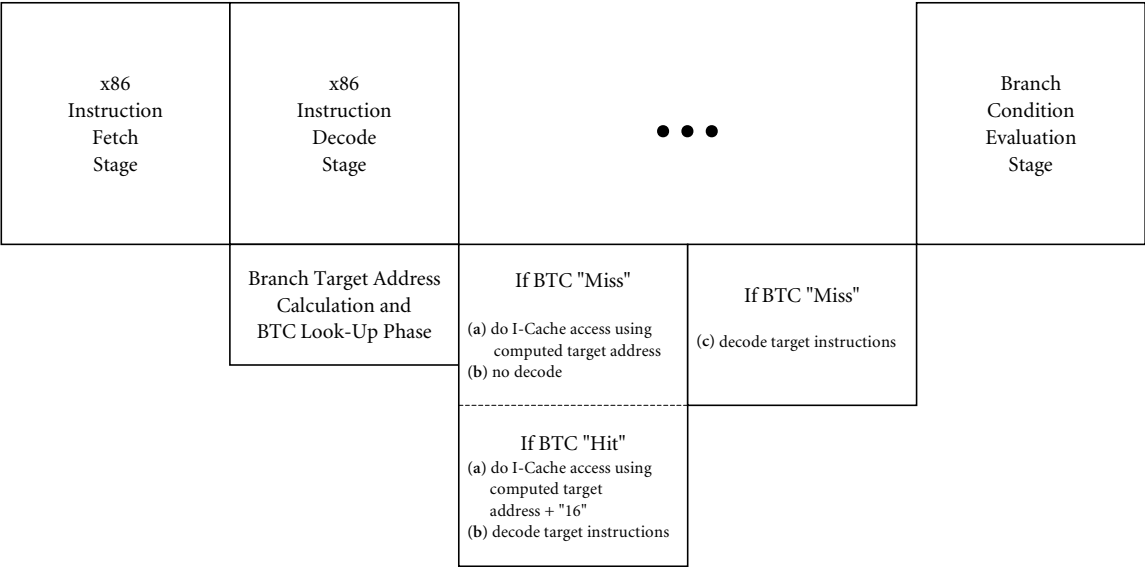 x86
Instruction
Fetch
Stage
x86
Instruction
Decode
Stage
Branch
Condition
Evaluation
Stage
Branch Target Address
Calculation and
BTC Look-Up Phase
If BTC "Miss"
(a) do I-Cache access using
computed target address
(b) no decode
If BTC "Miss"
(c) decode target instructions
If BTC "Hit"
(a) do I-Cache access using
computed target
address + "16"
(b) decode target instructions